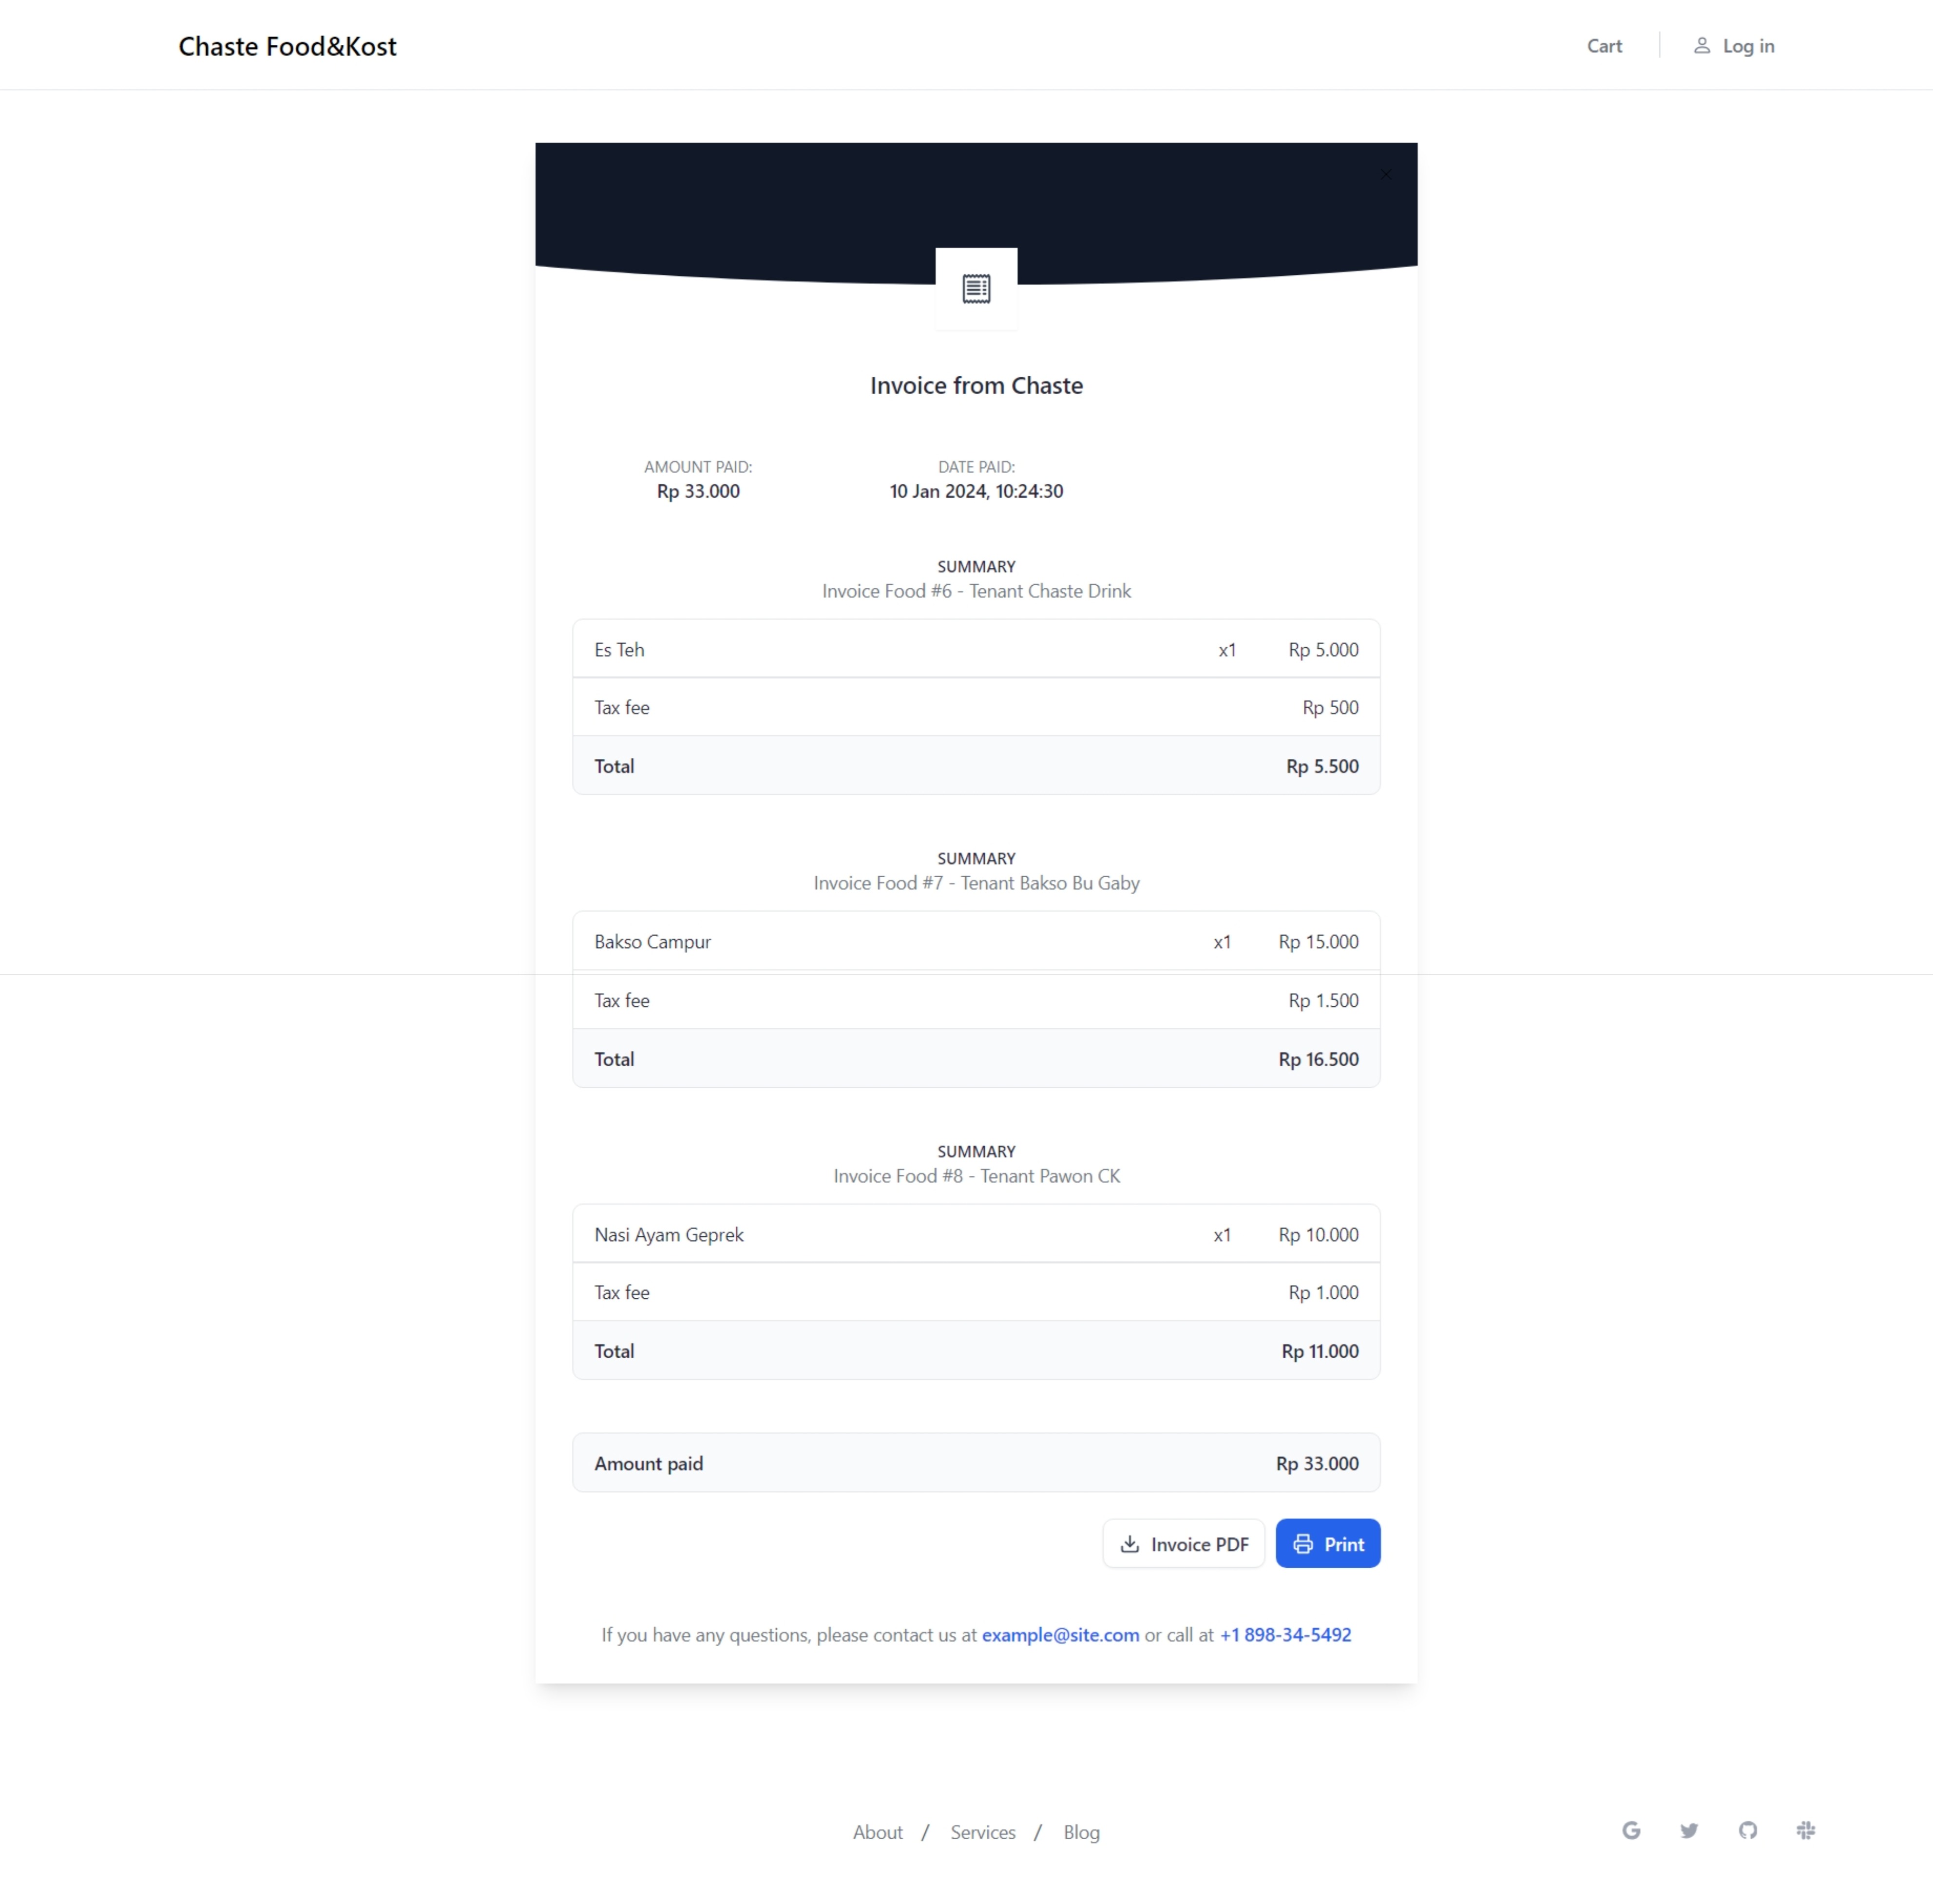 Chaste Food&Kost
Cart
Log in
Invoice from Chaste
AMOUNT PAID:
Rp 33.000
DATE PAID:
10 Jan 2024, 10:24:30
SUMMARY
Invoice Food #6 - Tenant Chaste Drink
Es Teh x1 Rp 5.000
Tax fee Rp 500
Total Rp 5.500
SUMMARY
Invoice Food #7 - Tenant Bakso Bu Gaby
Bakso Campur x1 Rp 15.000
Tax fee Rp 1.500
Total Rp 16.500
SUMMARY
Invoice Food #8 - Tenant Pawon CK
Nasi Ayam Geprek x1 Rp 10.000
Tax fee Rp 1.000
Total Rp 11.000
Amount paid Rp 33.000
Invoice PDF
Print
If you have any questions, please contact us at example@site.com or call at +1 898-34-5492
About / Services / Blog